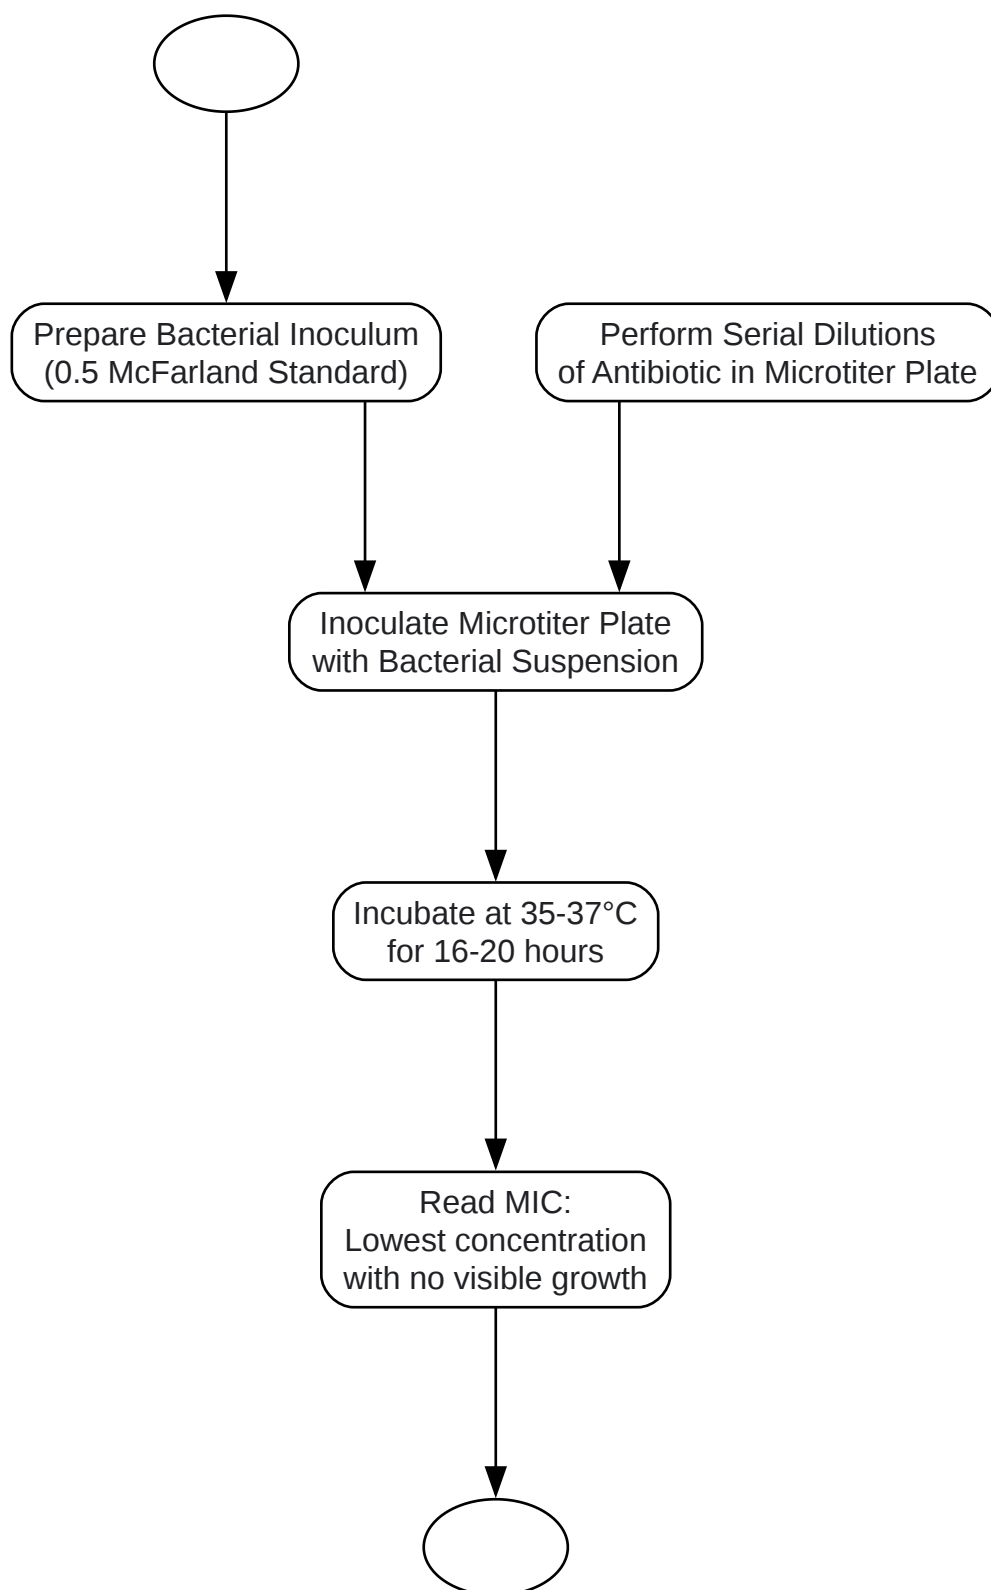 Prepare Bacterial Inoculum
(0.5 McFarland Standard)
Perform Serial Dilutions
of Antibiotic in Microtiter Plate
Inoculate Microtiter Plate
with Bacterial Suspension
Incubate at 35-37°C
for 16-20 hours
Read MIC:
Lowest concentration
with no visible growth